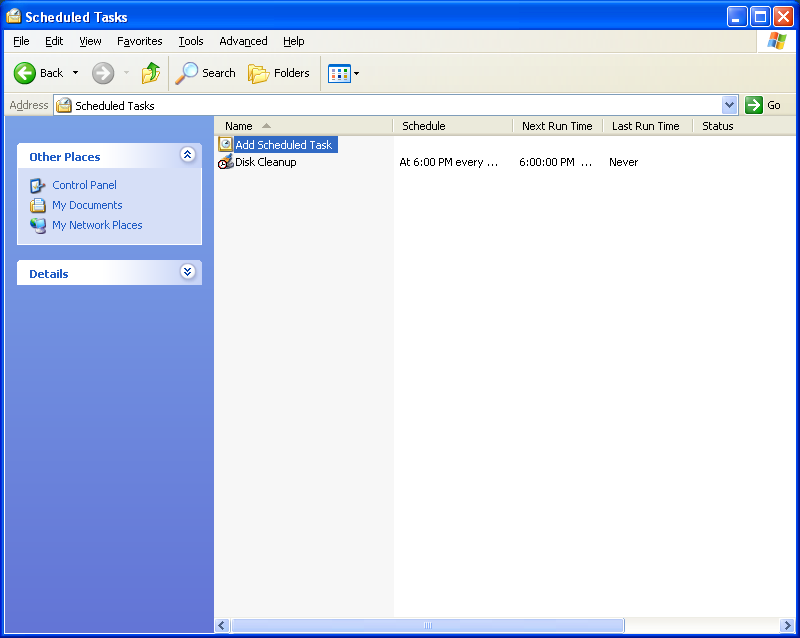 Scheduled Tasks
File Edit View Favorites Tools Advanced Help
Back Search Folders
Address Scheduled Tasks Go
Name Schedule Next Run Time Last Run Time Status
Add Scheduled Task
Disk Cleanup At 6:00 PM every ... 6:00:00 PM ... Never
Other Places
Control Panel
My Documents
My Network Places
Details